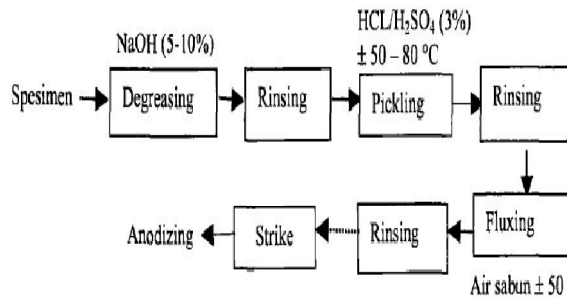 NaOH (5-10%)
HCL/H₂SO₄ (3%)
± 50 – 80 ºC
Spesimen
Degreasing
Rinsing
Pickling
Rinsing
Fluxing
Air sabun ± 50
Rinsing
Strike
Anodizing